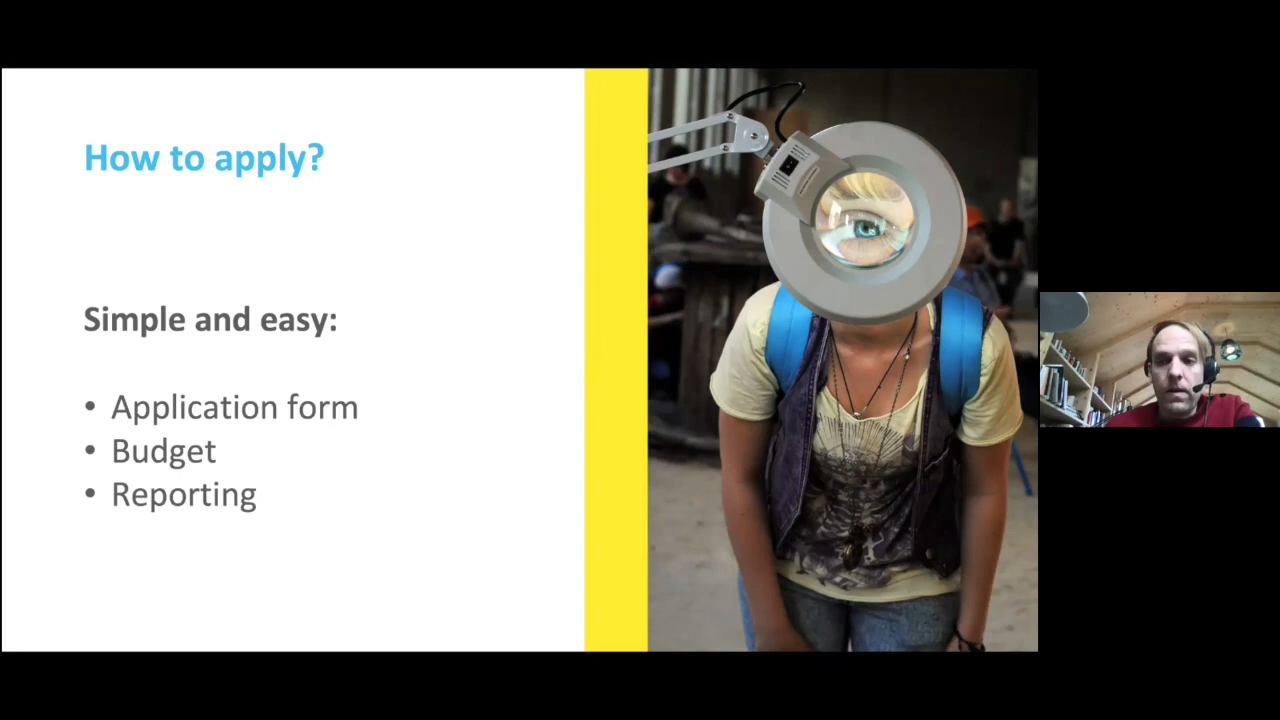 How to apply?
Simple and easy:
• Application form
• Budget
• Reporting